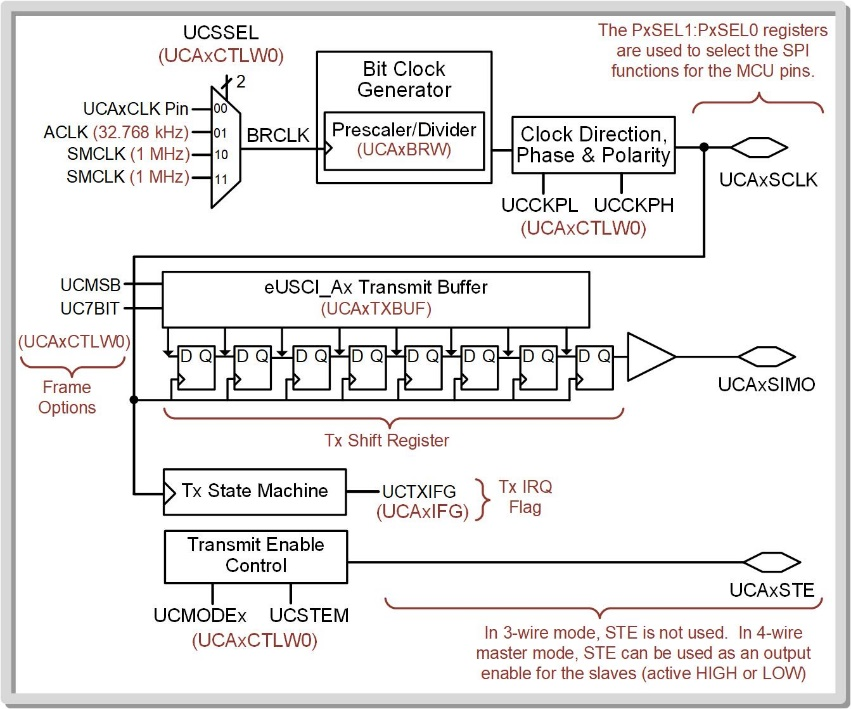 UCSSEL
(UCAxCTLW0)
2
UCAxCLK Pin
ACLK (32.768 kHz)
SMCLK (1 MHz)
SMCLK (1 MHz)
00
01
10
11
BRCLK
Bit Clock
Generator
Prescaler/Divider
(UCAxBRW)
Clock Direction,
Phase & Polarity
UCCKPL UCCKPH
(UCAxCTLW0)
The PxSEL1:PxSEL0 registers
are used to select the SPI
functions for the MCU pins.
UCAxSCLK
UCMSB
UC7BIT
(UCAxCTLW0)
Frame
Options
eUSCI_Ax Transmit Buffer
(UCAxTXBUF)
D Q D Q D Q D Q D Q D Q D Q D Q
UCAxSIMO
Tx Shift Register
Tx State Machine
UCTXIFG
(UCAxIFG)
Tx IRQ
Flag
Transmit Enable
Control
UCMODEx UCSTEM
(UCAxCTLW0)
UCAxSTE
In 3-wire mode, STE is not used. In 4-wire
master mode, STE can be used as an output
enable for the slaves (active HIGH or LOW)